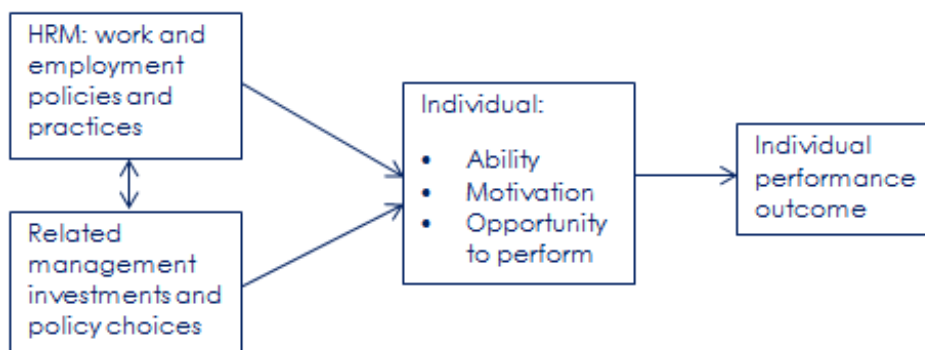 HRM: work and
employment
policies and
practices
Related
management
investments and
policy choices
Individual:
• Ability
• Motivation
• Opportunity
to perform
Individual
performance
outcome